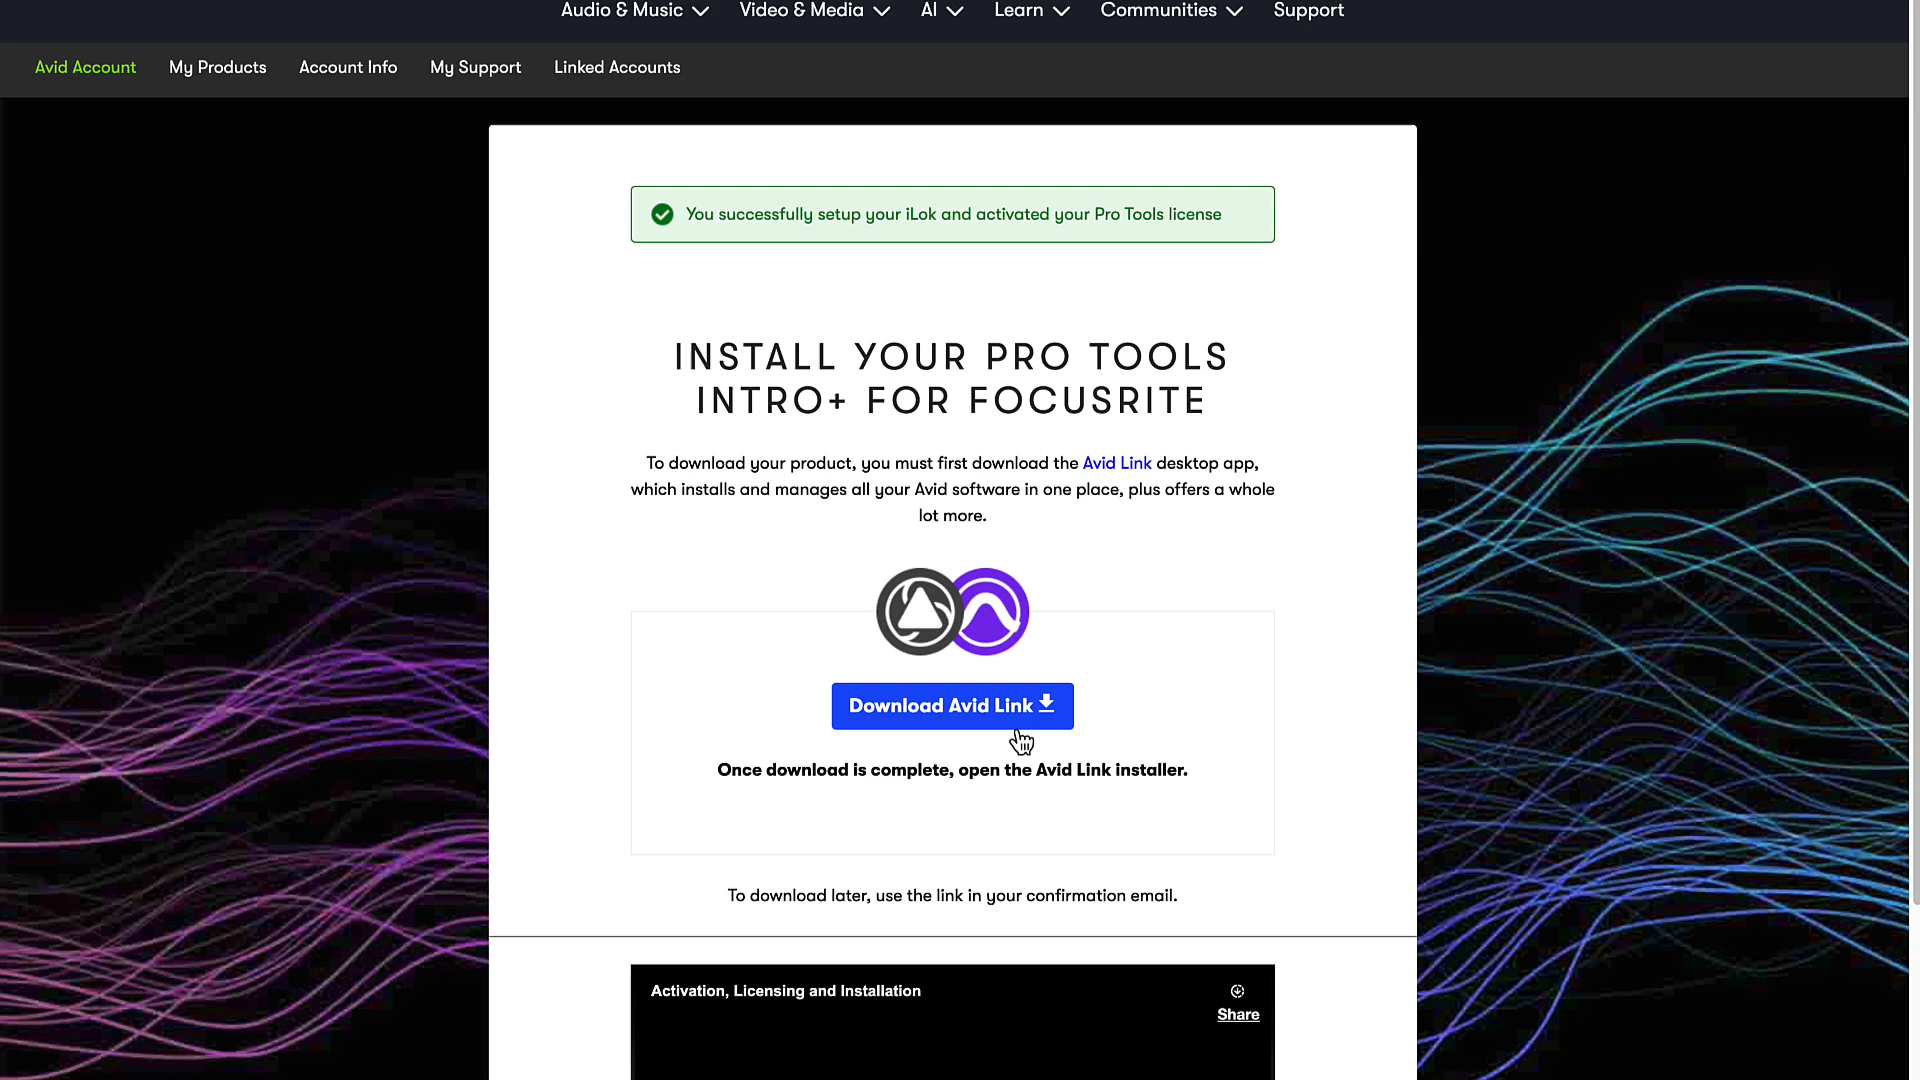 Audio & Music
Video & Media
AI
Learn
Communities
Support
Avid Account
My Products
Account Info
My Support
Linked Accounts
You successfully setup your iLok and activated your Pro Tools license
INSTALL YOUR PRO TOOLS
INTRO+ FOR FOCUSRITE
To download your product, you must first download the Avid Link desktop app,
which installs and manages all your Avid software in one place, plus offers a whole
lot more.
Download Avid Link
Once download is complete, open the Avid Link installer.
To download later, use the link in your confirmation email.
Activation, Licensing and Installation
Share